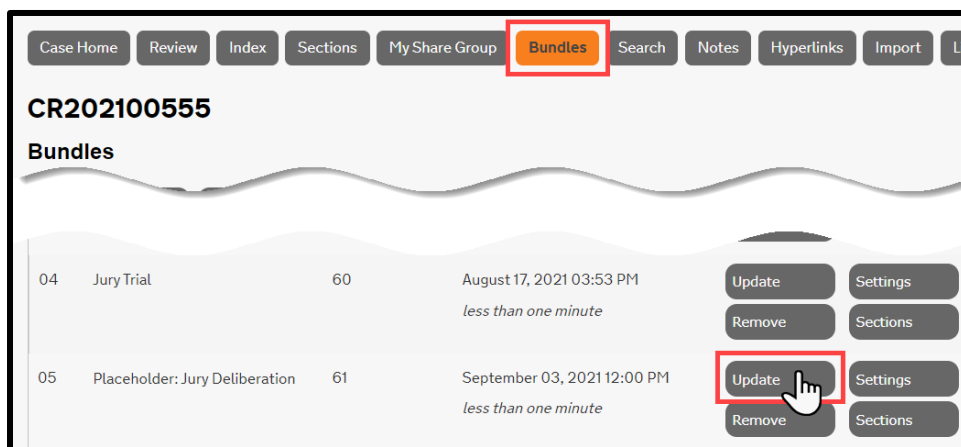 Case Home Review Index Sections My Share Group Bundles Search Notes Hyperlinks Import
CR202100555
Bundles
04 Jury Trial 60 August 17, 2021 03:53 PM Update Settings
less than one minute
Remove Sections
05 Placeholder: Jury Deliberation 61 September 03, 2021 12:00 PM Update Settings
less than one minute
Remove Sections